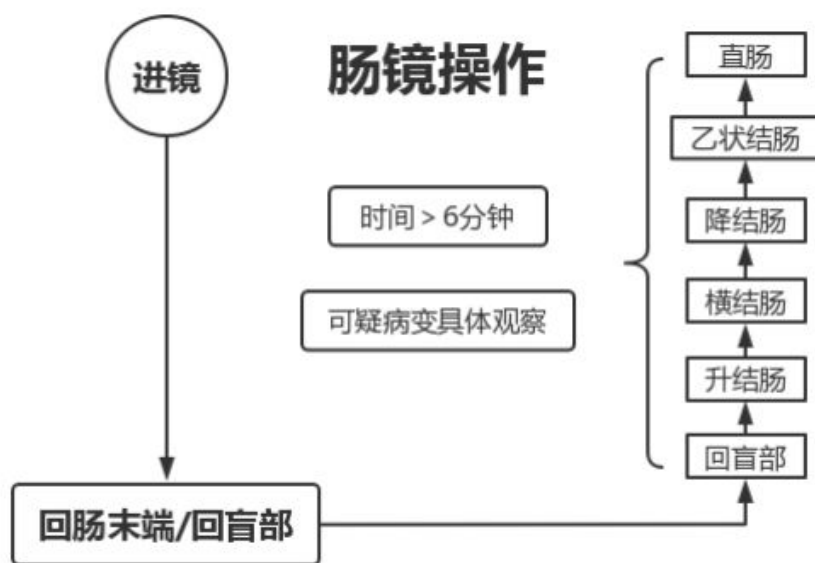 进镜
肠镜操作
直肠
乙状结肠
时间 > 6分钟
降结肠
可疑病变具体观察
横结肠
升结肠
回盲部
回肠末端/回盲部